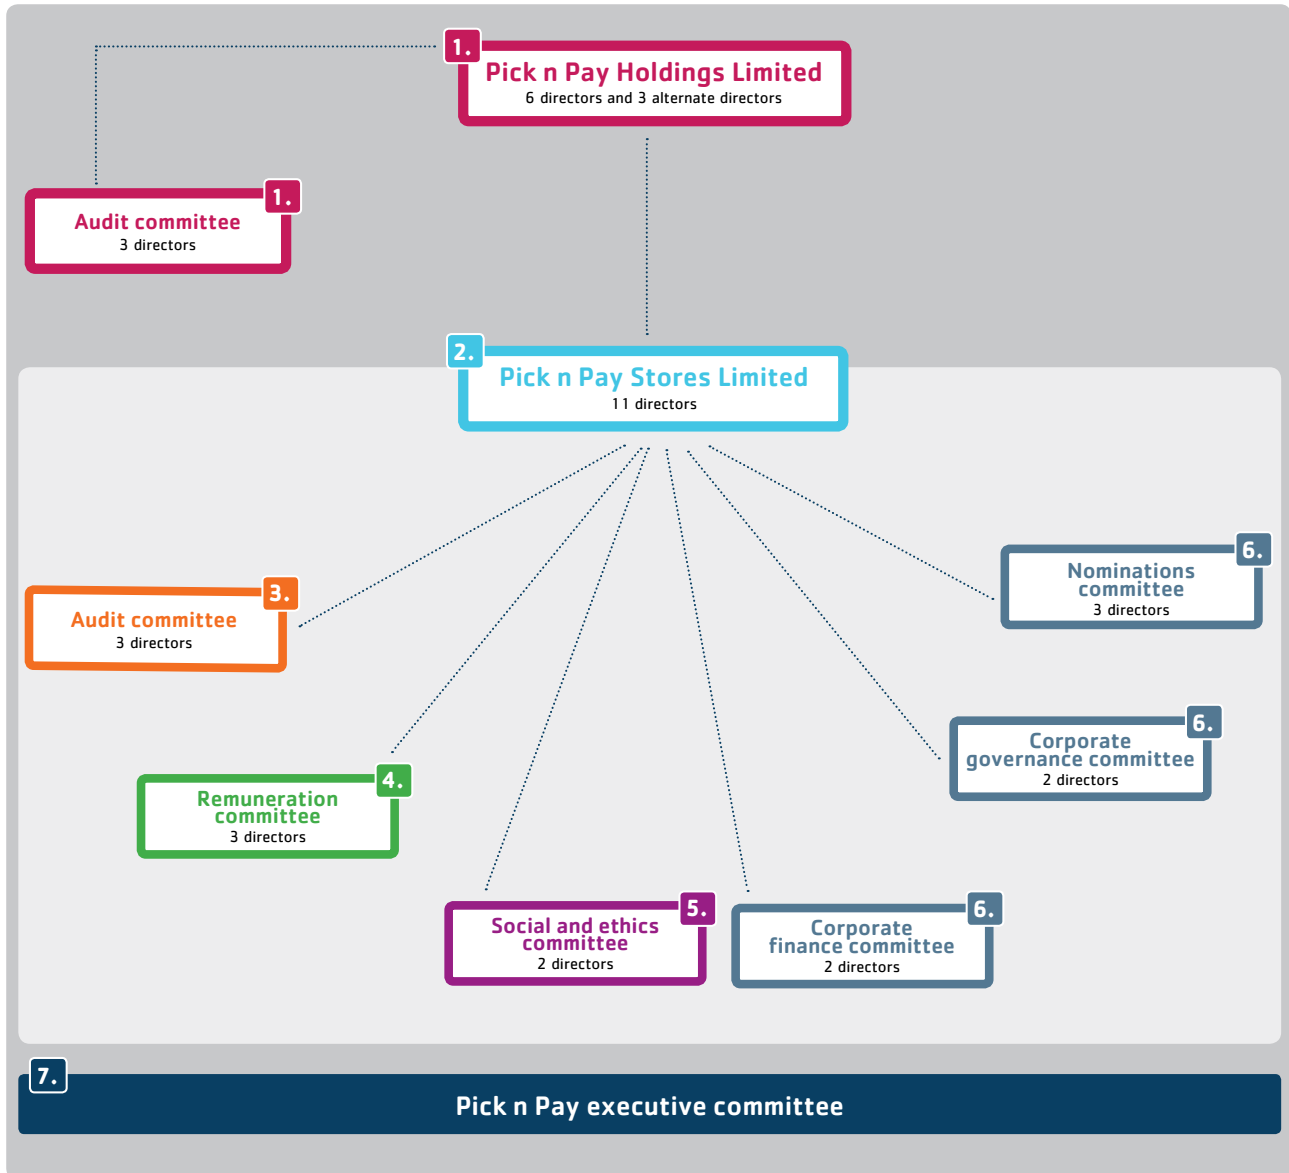 1.
Pick n Pay Holdings Limited
6 directors and 3 alternate directors
1.
Audit committee
3 directors
2.
Pick n Pay Stores Limited
11 directors
6.
Nominations
committee
3 directors
3.
Audit committee
3 directors
6.
Corporate
governance committee
2 directors
4.
Remuneration
committee
3 directors
5.
Social and ethics
committee
2 directors
6.
Corporate
finance committee
2 directors
7.
Pick n Pay executive committee